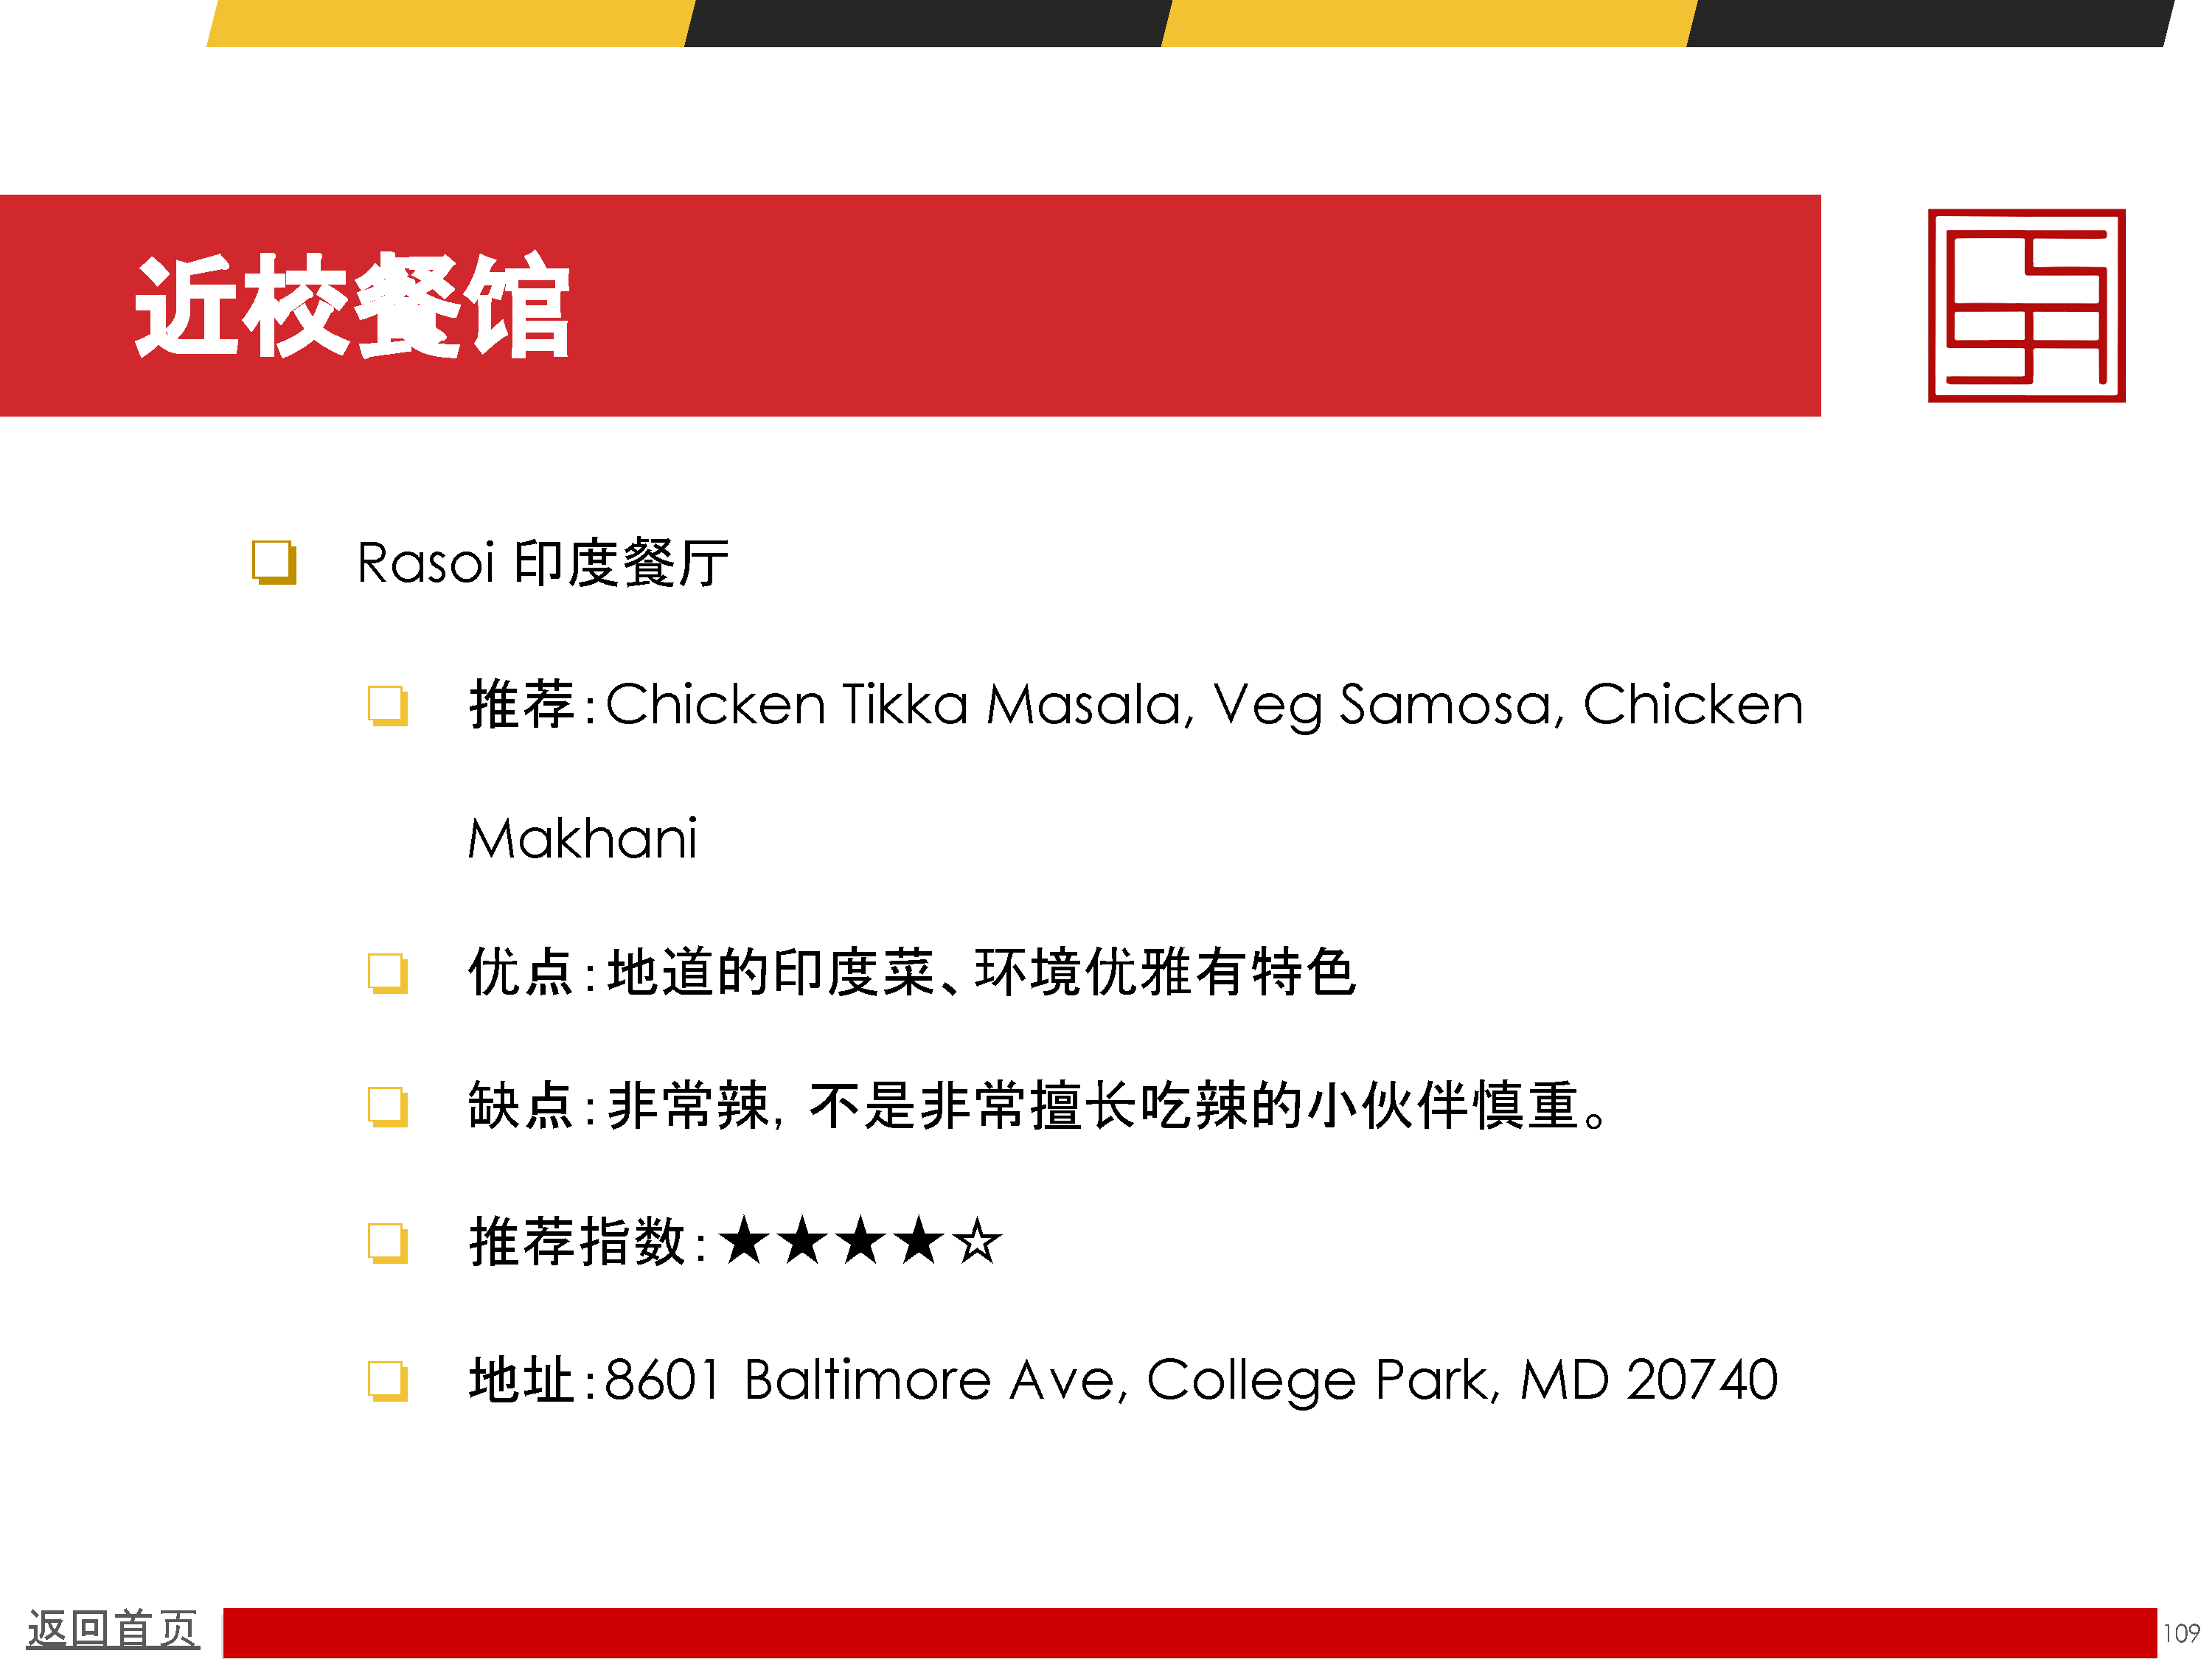 近校餐馆
Rasoi 印度餐厅
推荐：Chicken Tikka Masala, Veg Samosa, Chicken
Makhani
优点：地道的印度菜、环境优雅有特色
缺点：非常辣，不是非常擅长吃辣的小伙伴慎重。
推荐指数：★★★★☆
地址：8601 Baltimore Ave, College Park, MD 20740
返回首页
109